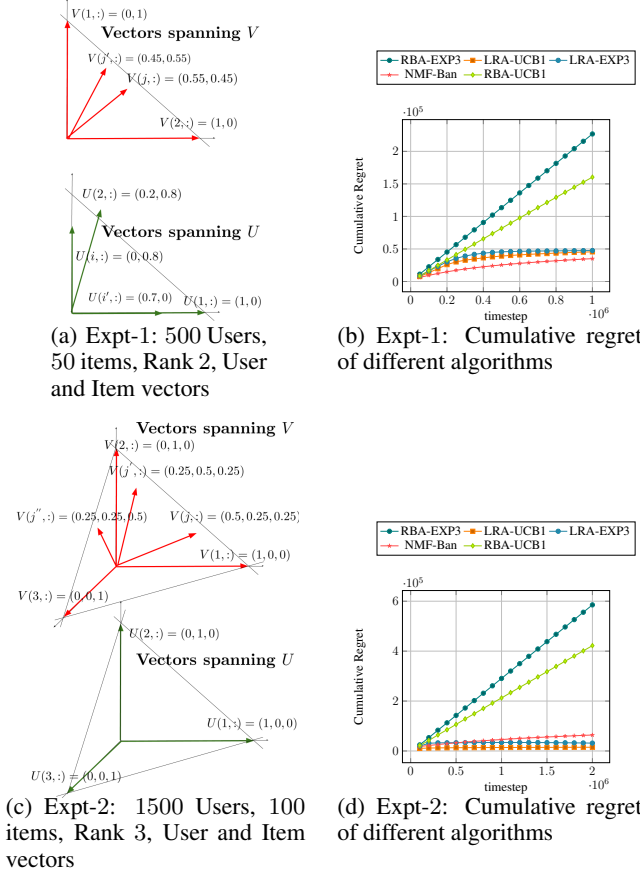 V(1,:) = (0,1)
Vectors spanning V
V(j',:) = (0.45,0.55)
V(j,:) = (0.55,0.45)
V(2,:) = (1,0)
U(2,:) = (0.2,0.8)
Vectors spanning U
U(i,:) = (0,0.8)
U(i',:) = (0.7,0)
U(1,:) = (1,0)
(a) Expt-1: 500 Users,
50 items, Rank 2, User
and Item vectors
RBA-EXP3 LRA-UCB1 LRA-EXP3
NMF-Ban RBA-UCB1
·10^5
Cumulative Regret
2
1.5
1
0.5
0
0 0.2 0.4 0.6 0.8 1
timestep
·10^6
(b) Expt-1: Cumulative regret
of different algorithms
Vectors spanning V
V(2,:) = (0,1,0)
V(j',:) = (0.25,0.5,0.25)
V(j'',:) = (0.25,0.25,0.5)
V(j,:) = (0.5,0.25,0.25)
V(1,:) = (1,0,0)
V(3,:) = (0,0,1)
U(2,:) = (0,1,0)
Vectors spanning U
U(1,:) = (1,0,0)
U(3,:) = (0,0,1)
(c) Expt-2: 1500 Users, 100
items, Rank 3, User and Item
vectors
RBA-EXP3 LRA-UCB1 LRA-EXP3
NMF-Ban RBA-UCB1
·10^5
Cumulative Regret
6
4
2
0
0 0.5 1 1.5 2
timestep
·10^6
(d) Expt-2: Cumulative regret
of different algorithms